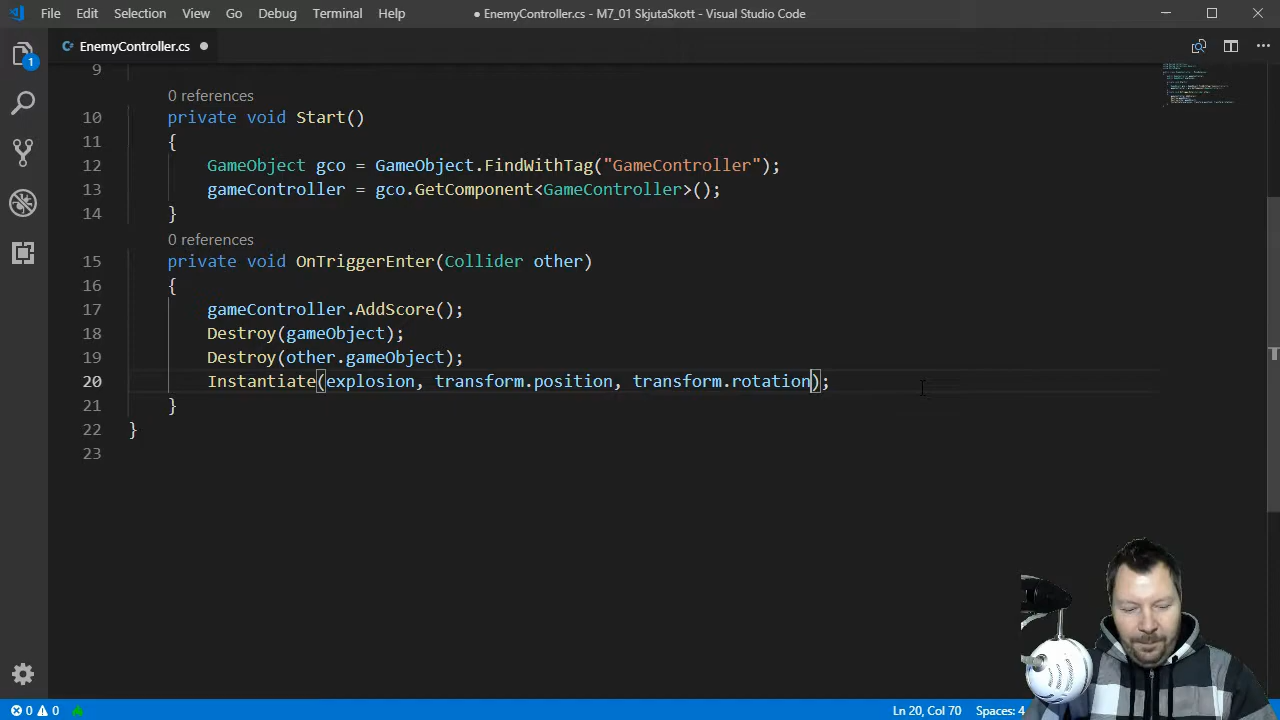 File Edit Selection View Go Debug Terminal Help
● EnemyController.cs - M7_01 SkjutaSkott - Visual Studio Code
EnemyController.cs ●
1
9
0 references
10 private void Start()
11 {
12 GameObject gco = GameObject.FindWithTag("GameController");
13 gameController = gco.GetComponent<GameController>();
14 }
0 references
15 private void OnTriggerEnter(Collider other)
16 {
17 gameController.AddScore();
18 Destroy(gameObject);
19 Destroy(other.gameObject);
20 Instantiate(explosion, transform.position, transform.rotation);
21 }
22 }
23
0 0 Ln 20, Col 70 Spaces: 4